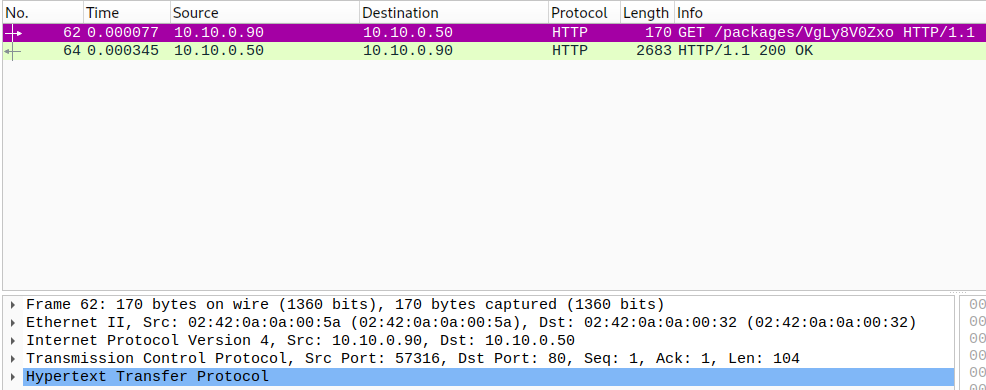 No. Time Source Destination Protocol Length Info
62 0.000077 10.10.0.90 10.10.0.50 HTTP 170 GET /packages/VgLy8V0Zxo HTTP/1.1
64 0.000345 10.10.0.50 10.10.0.90 HTTP 2683 HTTP/1.1 200 OK
Frame 62: 170 bytes on wire (1360 bits), 170 bytes captured (1360 bits)
Ethernet II, Src: 02:42:0a:0a:00:5a (02:42:0a:0a:00:5a), Dst: 02:42:0a:0a:00:32 (02:42:0a:0a:00:32)
Internet Protocol Version 4, Src: 10.10.0.90, Dst: 10.10.0.50
Transmission Control Protocol, Src Port: 57316, Dst Port: 80, Seq: 1, Ack: 1, Len: 104
Hypertext Transfer Protocol